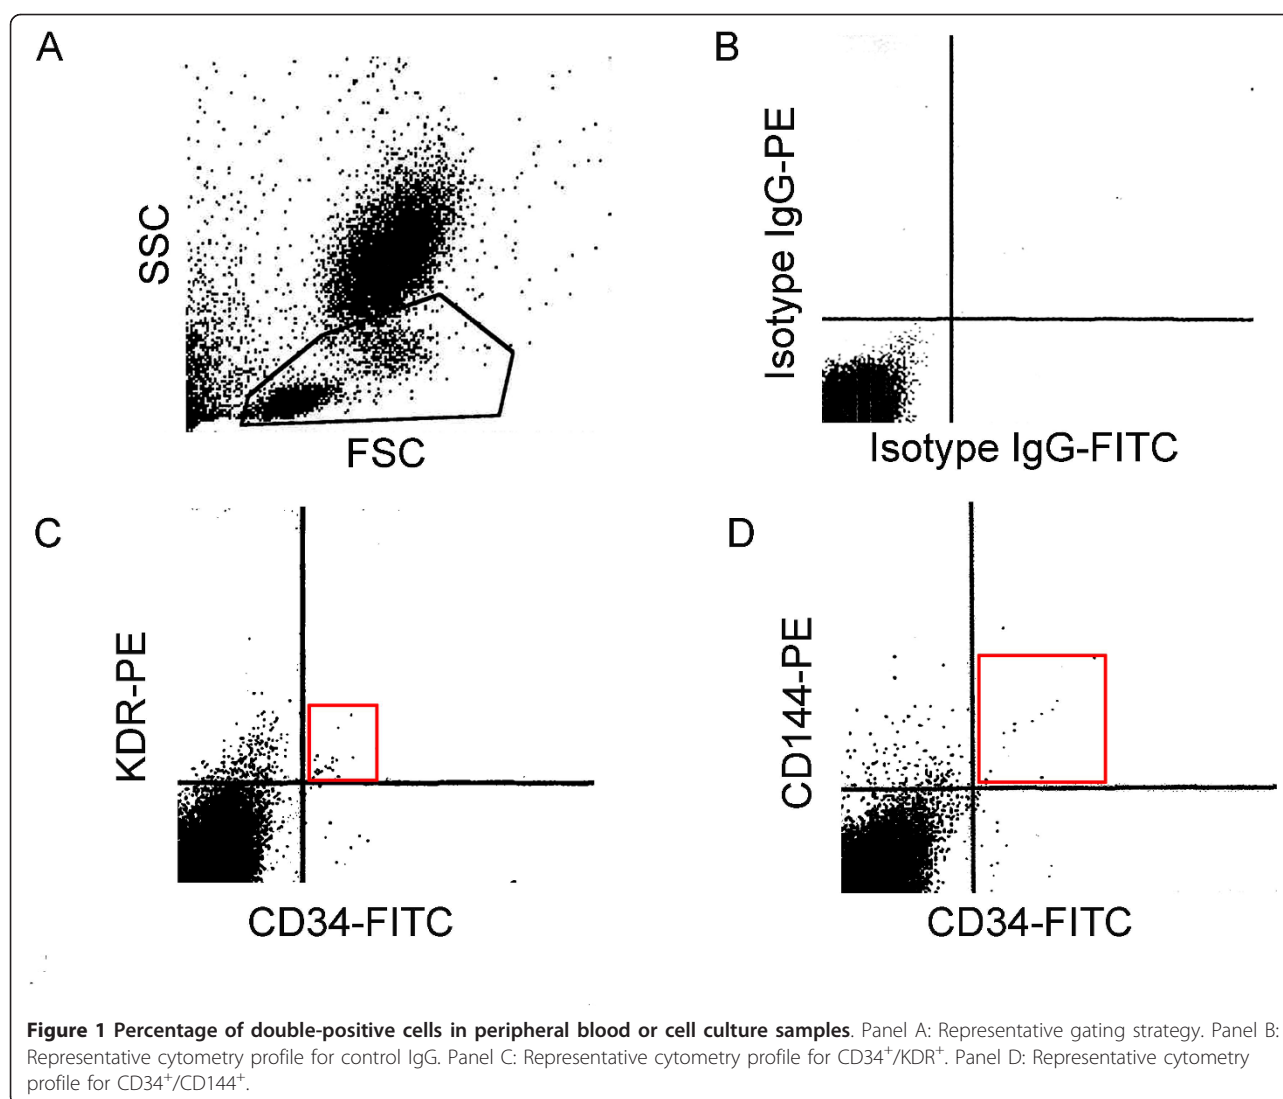 A
SSC
FSC
B
Isotype IgG-PE
Isotype IgG-FITC
C
KDR-PE
CD34-FITC
D
CD144-PE
CD34-FITC
Figure 1 Percentage of double-positive cells in peripheral blood or cell culture samples. Panel A: Representative gating strategy. Panel B:
Representative cytometry profile for control IgG. Panel C: Representative cytometry profile for CD34⁺/KDR⁺. Panel D: Representative cytometry
profile for CD34⁺/CD144⁺.